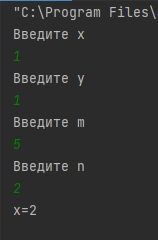 "C:\Program Files\
Введите x
1
Введите y
1
Введите m
5
Введите n
2
x=2